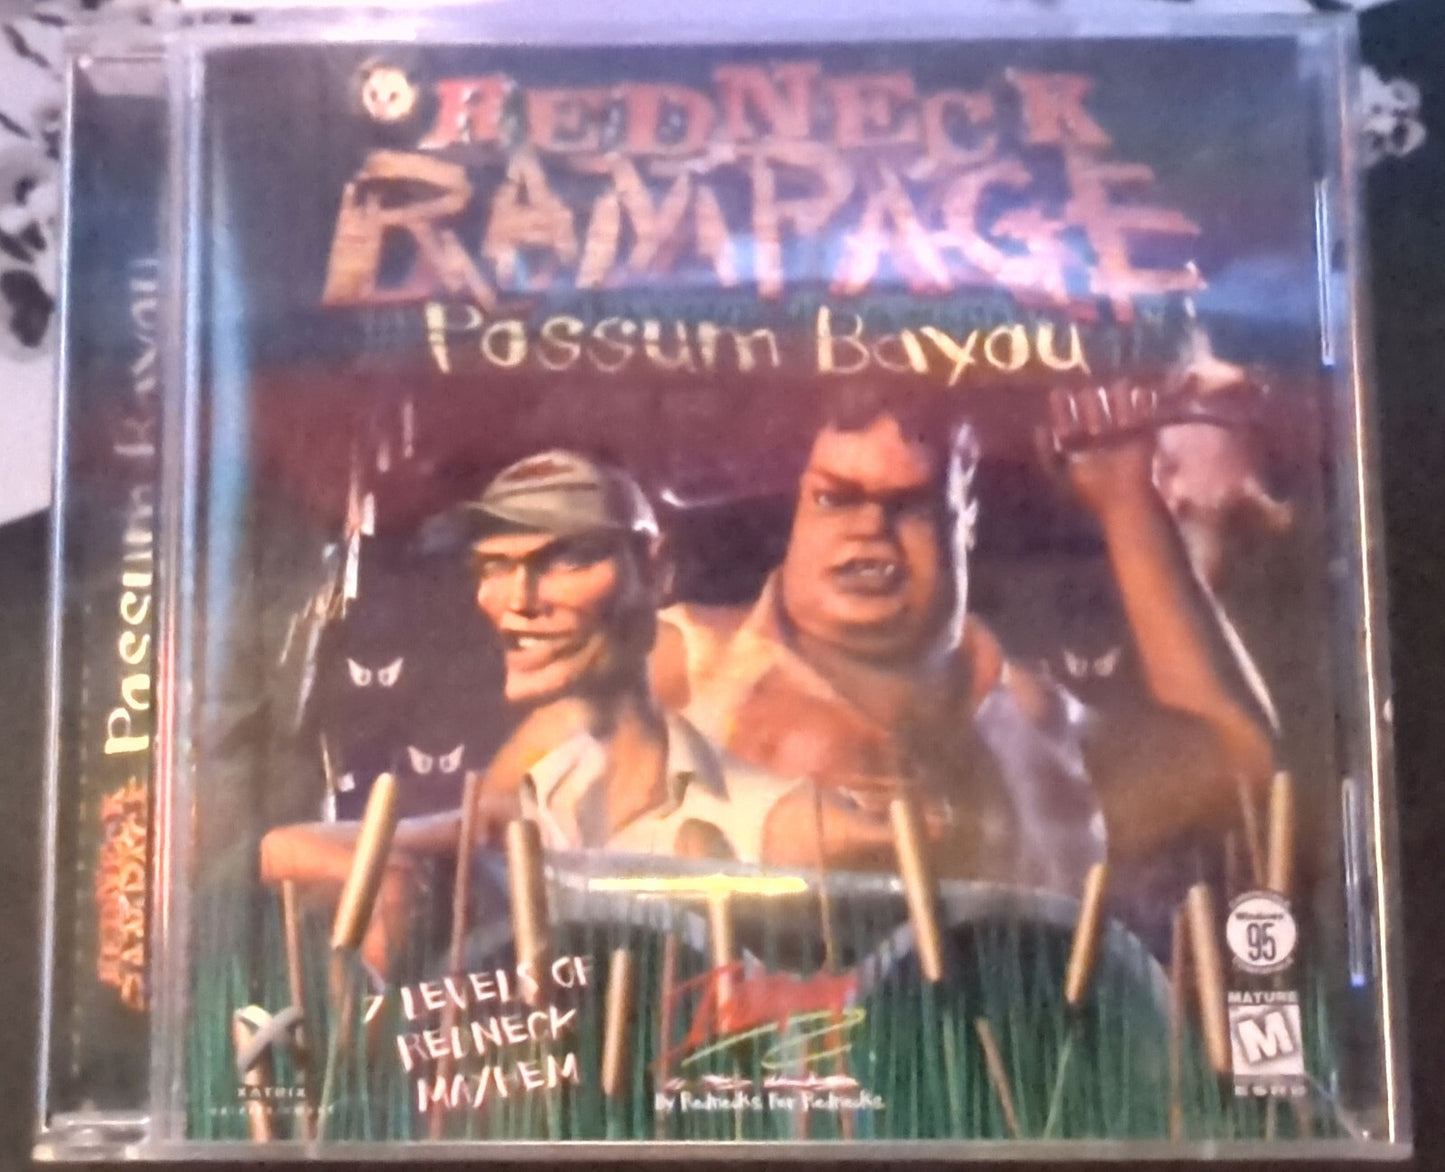 REDNECK
RAMPAGE
Possum Bayou
7 LEVELS OF
REDNECK
MAYHEM
XATRIX
Interplay
By Rednecks For Rednecks
Windows
95
MATURE
M
ESRB
REDNECK
RAMPAGE
Possum Bayou